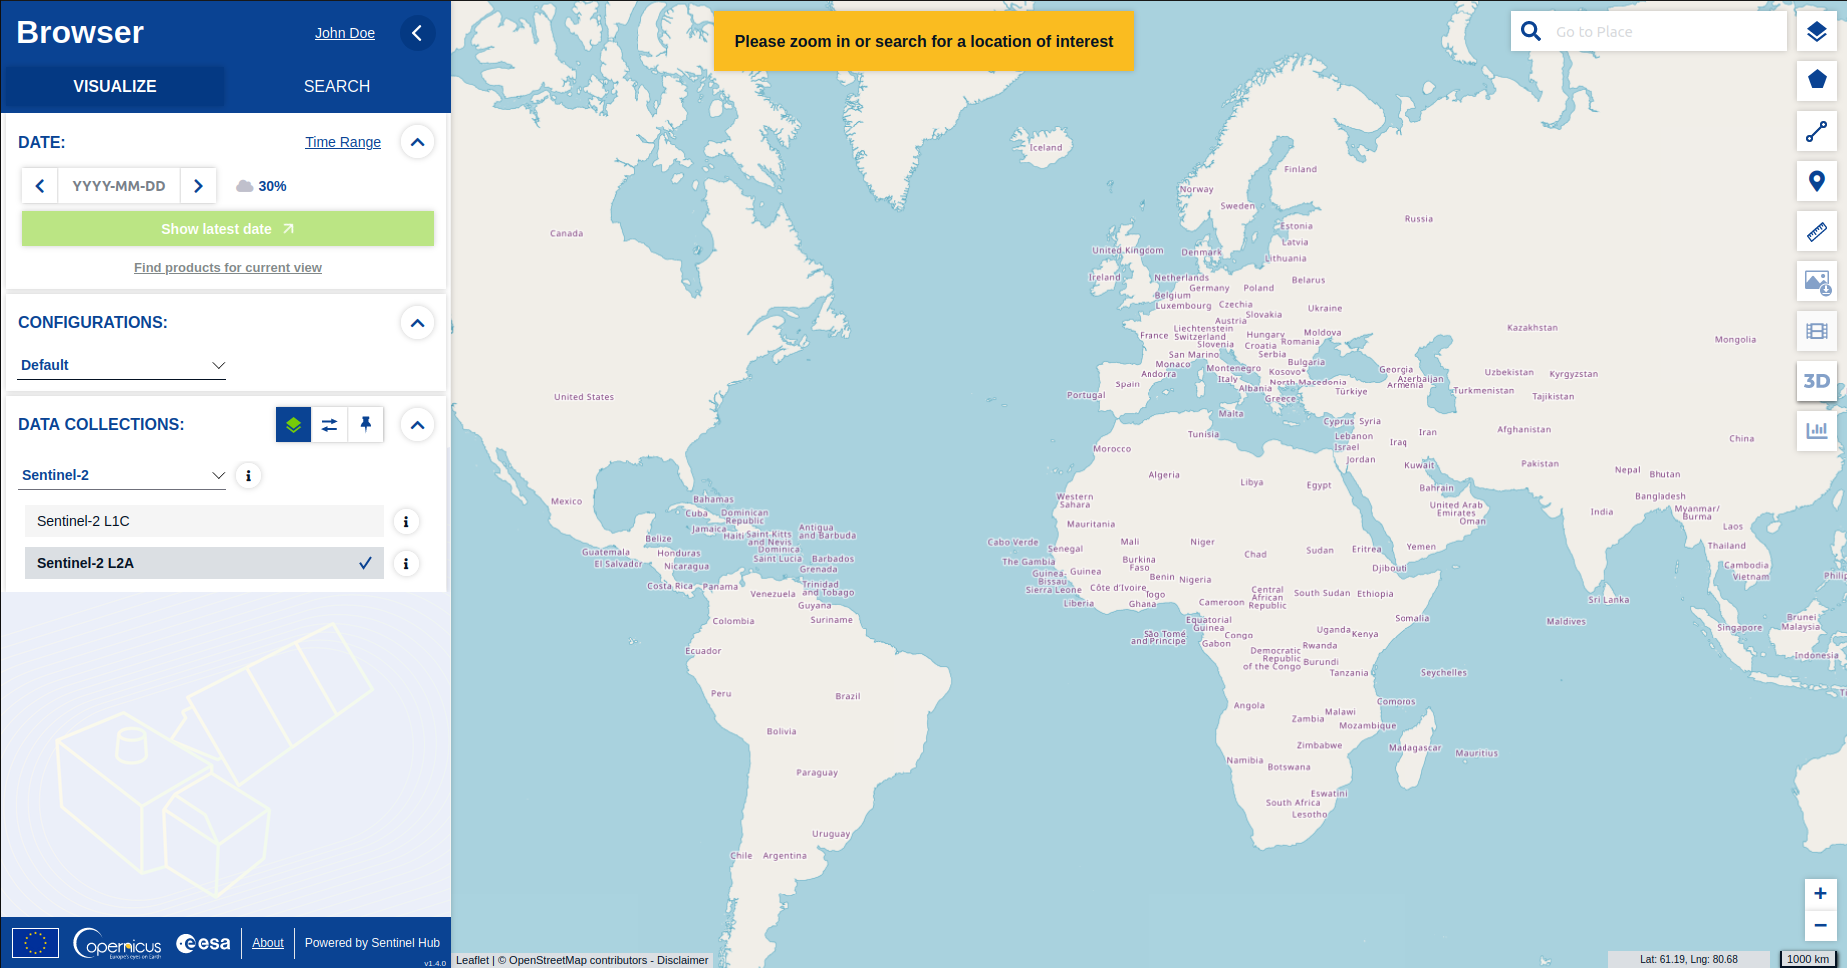 Browser
John Doe
VISUALIZE
SEARCH
DATE:
Time Range
YYYY-MM-DD
30%
Show latest date
Find products for current view
CONFIGURATIONS:
Default
DATA COLLECTIONS:
Sentinel-2
Sentinel-2 L1C
Sentinel-2 L2A
opernicus
Europe's eyes on Earth
esa
About
Powered by Sentinel Hub
v1.4.0
Please zoom in or search for a location of interest
Go to Place
3D
Iceland
Finland
Norway
Sweden
Russia
Estonia
Canada
Latvia
United Kingdom
Denmark
Lithuania
Ireland
Netherlands
Belarus
Germany
Poland
Belgium
Luxembourg
Czechia
Ukraine
Slovakia
Austria
Liechtenstein
Kazakhstan
France
Switzerland
Hungary
Moldova
Mongolia
Slovenia
Croatia
Romania
San Marino
Serbia
Monaco
Bulgaria
Andorra
Montenegro
Kosovo*
Georgia
Uzbekistan
Kyrgyzstan
Italy
North Macedonia
Azerbaijan
Armenia
Spain
Albania
Türkiye
Turkmenistan
Portugal
Greece
Tajikistan
United States
Malta
Cyprus
Syria
Tunisia
Lebanon
Iran
Afghanistan
China
Morocco
Israel
Iraq
Jordan
Kuwait
Pakistan
Nepal
Bhutan
Algeria
Libya
Egypt
Bahrain
Mexico
Bahamas
Western
Sahara
United Arab
Emirates
Bangladesh
Cuba
Dominican
Republic
India
Myanmar/
Burma
Oman
Jamaica
Haiti
Saint Kitts
and Nevis
Antigua
and Barbuda
Mauritania
Laos
Belize
Cabo Verde
Mali
Niger
Thailand
Guatemala
Honduras
Dominica
Senegal
Chad
Sudan
Eritrea
Yemen
El Salvador
Nicaragua
Saint Lucia
Barbados
The Gambia
Burkina
Faso
Cambodia
Grenada
Guinea-
Bissau
Guinea
Djibouti
Vietnam
Philip
Costa Rica
Panama
Trinidad
and Tobago
Benin
Nigeria
Venezuela
Sierra Leone
Côte d'Ivoire
Togo
Central
African
Republic
South Sudan
Ethiopia
Guyana
Liberia
Ghana
Cameroon
Sri Lanka
Colombia
Suriname
Equatorial
Guinea
Somalia
Maldives
Brunei
Malaysia
Singapore
São Tomé
and Príncipe
Congo
Uganda
Kenya
Gabon
Rwanda
Ecuador
Democratic
Republic
of the Congo
Burundi
Indonesia
Tanzania
Seychelles
Peru
Brazil
Angola
Comoros
Malawi
Zambia
Mozambique
Bolivia
Zimbabwe
Madagascar
Mauritius
Namibia
Botswana
Paraguay
Eswatini
South Africa
Lesotho
Uruguay
Chile
Argentina
+
−
Leaflet | © OpenStreetMap contributors - Disclaimer
Lat: 61.19, Lng: 80.68
1000 km